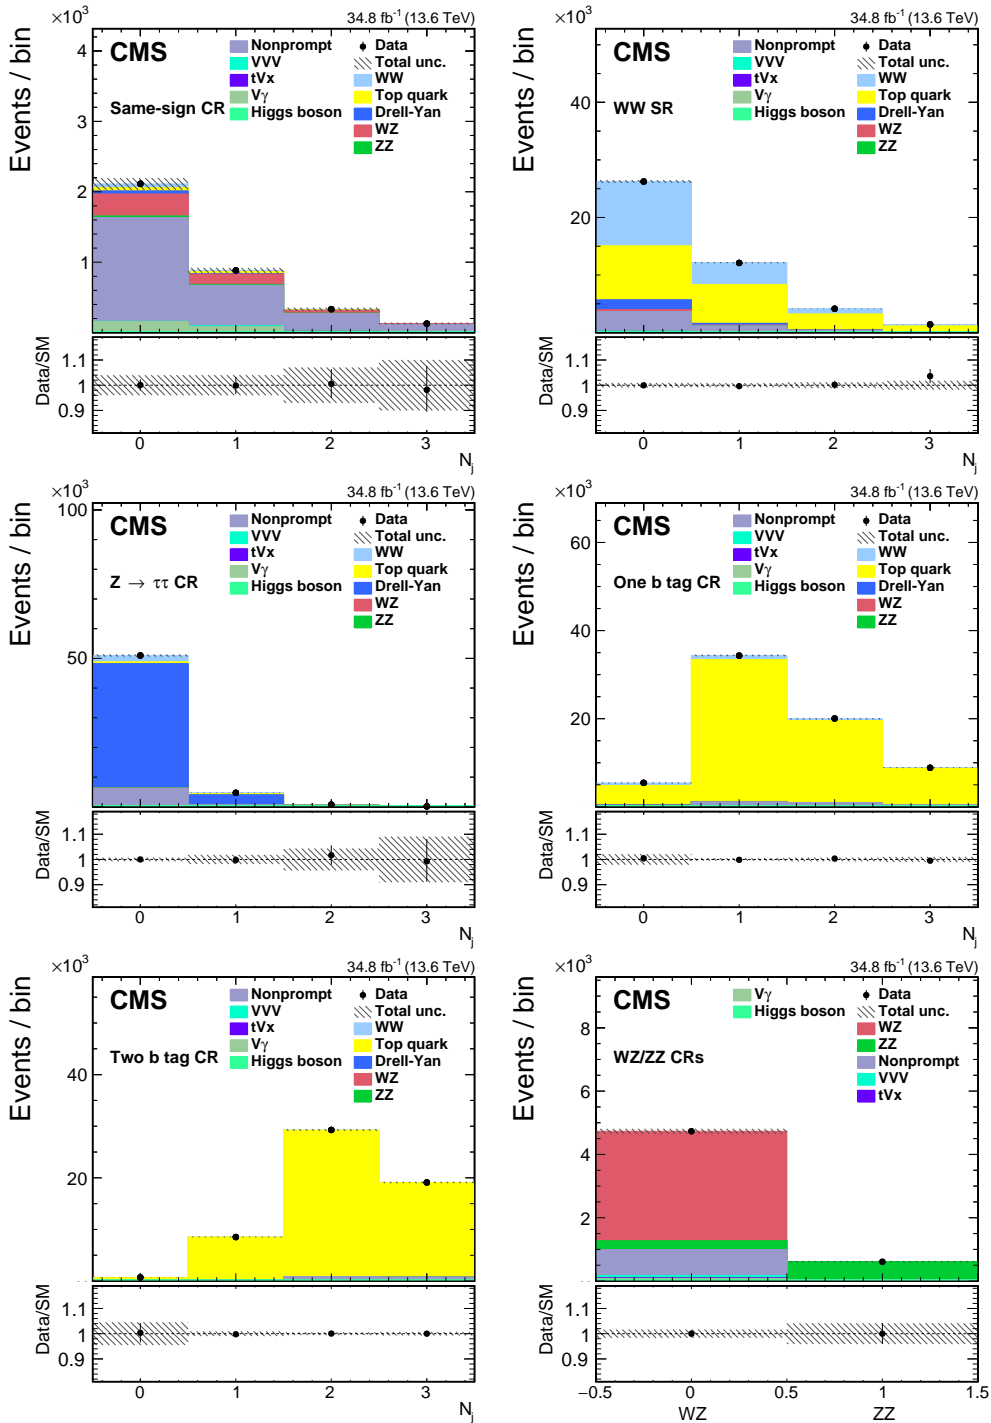 ×10³
34.8 fb⁻¹ (13.6 TeV)
CMS
Same-sign CR
Nonprompt
VVV
tVx
Vγ
Higgs boson
Data
Total unc.
WW
Top quark
Drell-Yan
WZ
ZZ
Events / bin
4
3
2
1
Data/SM
1.1
1
0.9
0 1 2 3
N_j
×10³
34.8 fb⁻¹ (13.6 TeV)
CMS
WW SR
Nonprompt
VVV
tVx
Vγ
Higgs boson
Data
Total unc.
WW
Top quark
Drell-Yan
WZ
ZZ
Events / bin
40
20
Data/SM
1.1
1
0.9
0 1 2 3
N_j
×10³
34.8 fb⁻¹ (13.6 TeV)
CMS
Z → ττ CR
Nonprompt
VVV
tVx
Vγ
Higgs boson
Data
Total unc.
WW
Top quark
Drell-Yan
WZ
ZZ
Events / bin
100
50
Data/SM
1.1
1
0.9
0 1 2 3
N_j
×10³
34.8 fb⁻¹ (13.6 TeV)
CMS
One b tag CR
Nonprompt
VVV
tVx
Vγ
Higgs boson
Data
Total unc.
WW
Top quark
Drell-Yan
WZ
ZZ
Events / bin
60
40
20
Data/SM
1.1
1
0.9
0 1 2 3
N_j
×10³
34.8 fb⁻¹ (13.6 TeV)
CMS
Two b tag CR
Nonprompt
VVV
tVx
Vγ
Higgs boson
Data
Total unc.
WW
Top quark
Drell-Yan
WZ
ZZ
Events / bin
40
20
Data/SM
1.1
1
0.9
0 1 2 3
N_j
×10³
34.8 fb⁻¹ (13.6 TeV)
CMS
WZ/ZZ CRs
Vγ
Higgs boson
Data
Total unc.
WZ
ZZ
Nonprompt
VVV
tVx
Events / bin
8
6
4
2
Data/SM
1.1
1
0.9
−0.5 0 0.5 1 1.5
WZ ZZ